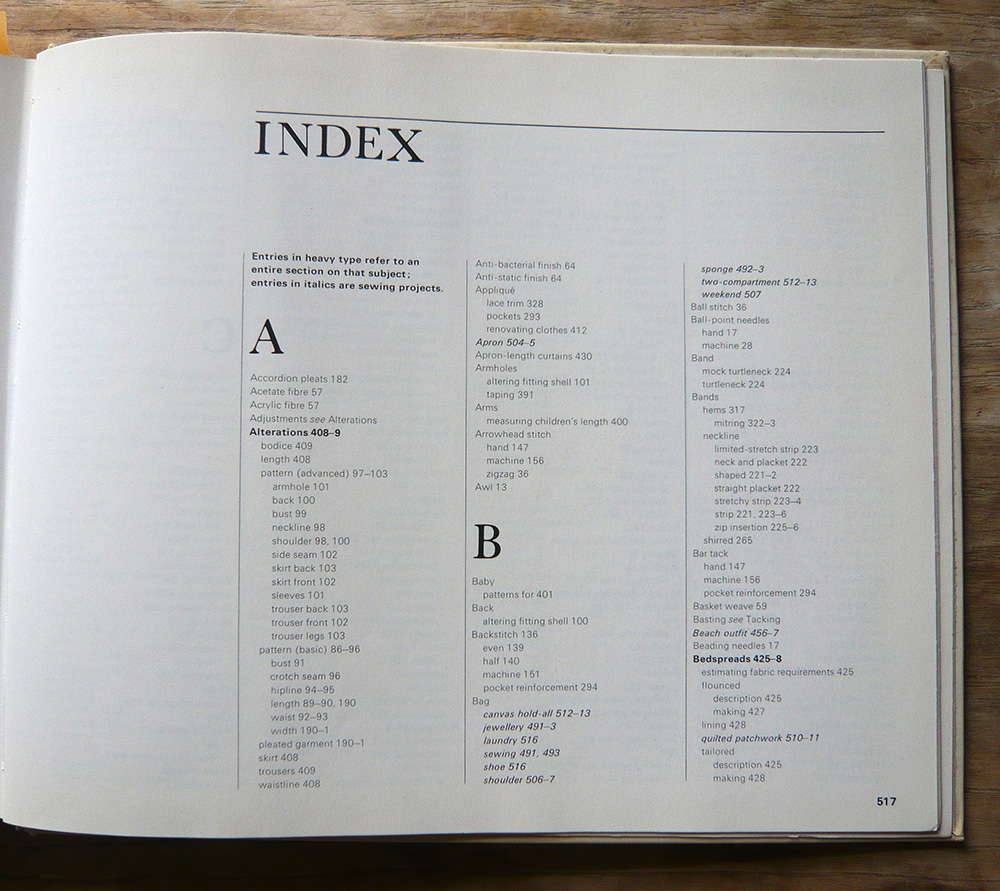 INDEX
Entries in heavy type refer to an
entire section on that subject;
entries in italics are sewing projects.
A
Accordion pleats 182
Acetate fibre 57
Acrylic fibre 57
Adjustments see Alterations
Alterations 408–9
bodice 409
length 408
pattern (advanced) 97–103
armhole 101
back 100
bust 99
neckline 98
shoulder 98, 100
side seam 102
skirt back 103
skirt front 102
sleeves 101
trouser back 103
trouser front 102
trouser legs 103
pattern (basic) 86–96
bust 91
crotch seam 96
hipline 94–95
length 89–90, 190
waist 92–93
width 190–1
pleated garment 190–1
skirt 408
trousers 409
waistline 408
Anti-bacterial finish 64
Anti-static finish 64
Appliqué
lace trim 328
pockets 293
renovating clothes 412
Apron 504–5
Apron-length curtains 430
Armholes
altering fitting shell 101
taping 391
Arms
measuring children's length 400
Arrowhead stitch
hand 147
machine 156
zigzag 36
Awl 13
B
Baby
patterns for 401
Back
altering fitting shell 100
Backstitch 136
even 139
half 140
machine 151
pocket reinforcement 294
Bag
canvas hold-all 512–13
jewellery 491–3
laundry 516
sewing 491, 493
shoe 516
shoulder 506–7
sponge 492–3
two-compartment 512–13
weekend 507
Ball stitch 36
Ball-point needles
hand 17
machine 28
Band
mock turtleneck 224
turtleneck 224
Bands
hems 317
mitring 322–3
neckline
limited-stretch strip 223
neck and placket 222
shaped 221–2
straight placket 222
stretchy strip 223–4
strip 221, 223–6
zip insertion 225–6
shirred 265
Bar tack
hand 147
machine 156
pocket reinforcement 294
Basket weave 59
Basting see Tacking
Beach outfit 456–7
Beading needles 17
Bedspreads 425–8
estimating fabric requirements 425
flounced
description 425
making 427
lining 428
quilted patchwork 510–11
tailored
description 425
making 428
517